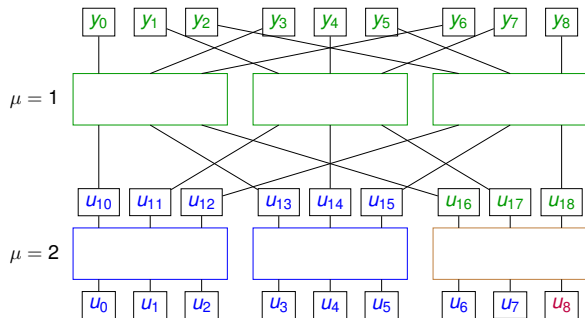 y₀ y₁ y₂ y₃ y₄ y₅ y₆ y₇ y₈
μ = 1
u₁₀ u₁₁ u₁₂ u₁₃ u₁₄ u₁₅ u₁₆ u₁₇ u₁₈
μ = 2
u₀ u₁ u₂ u₃ u₄ u₅ u₆ u₇ u₈